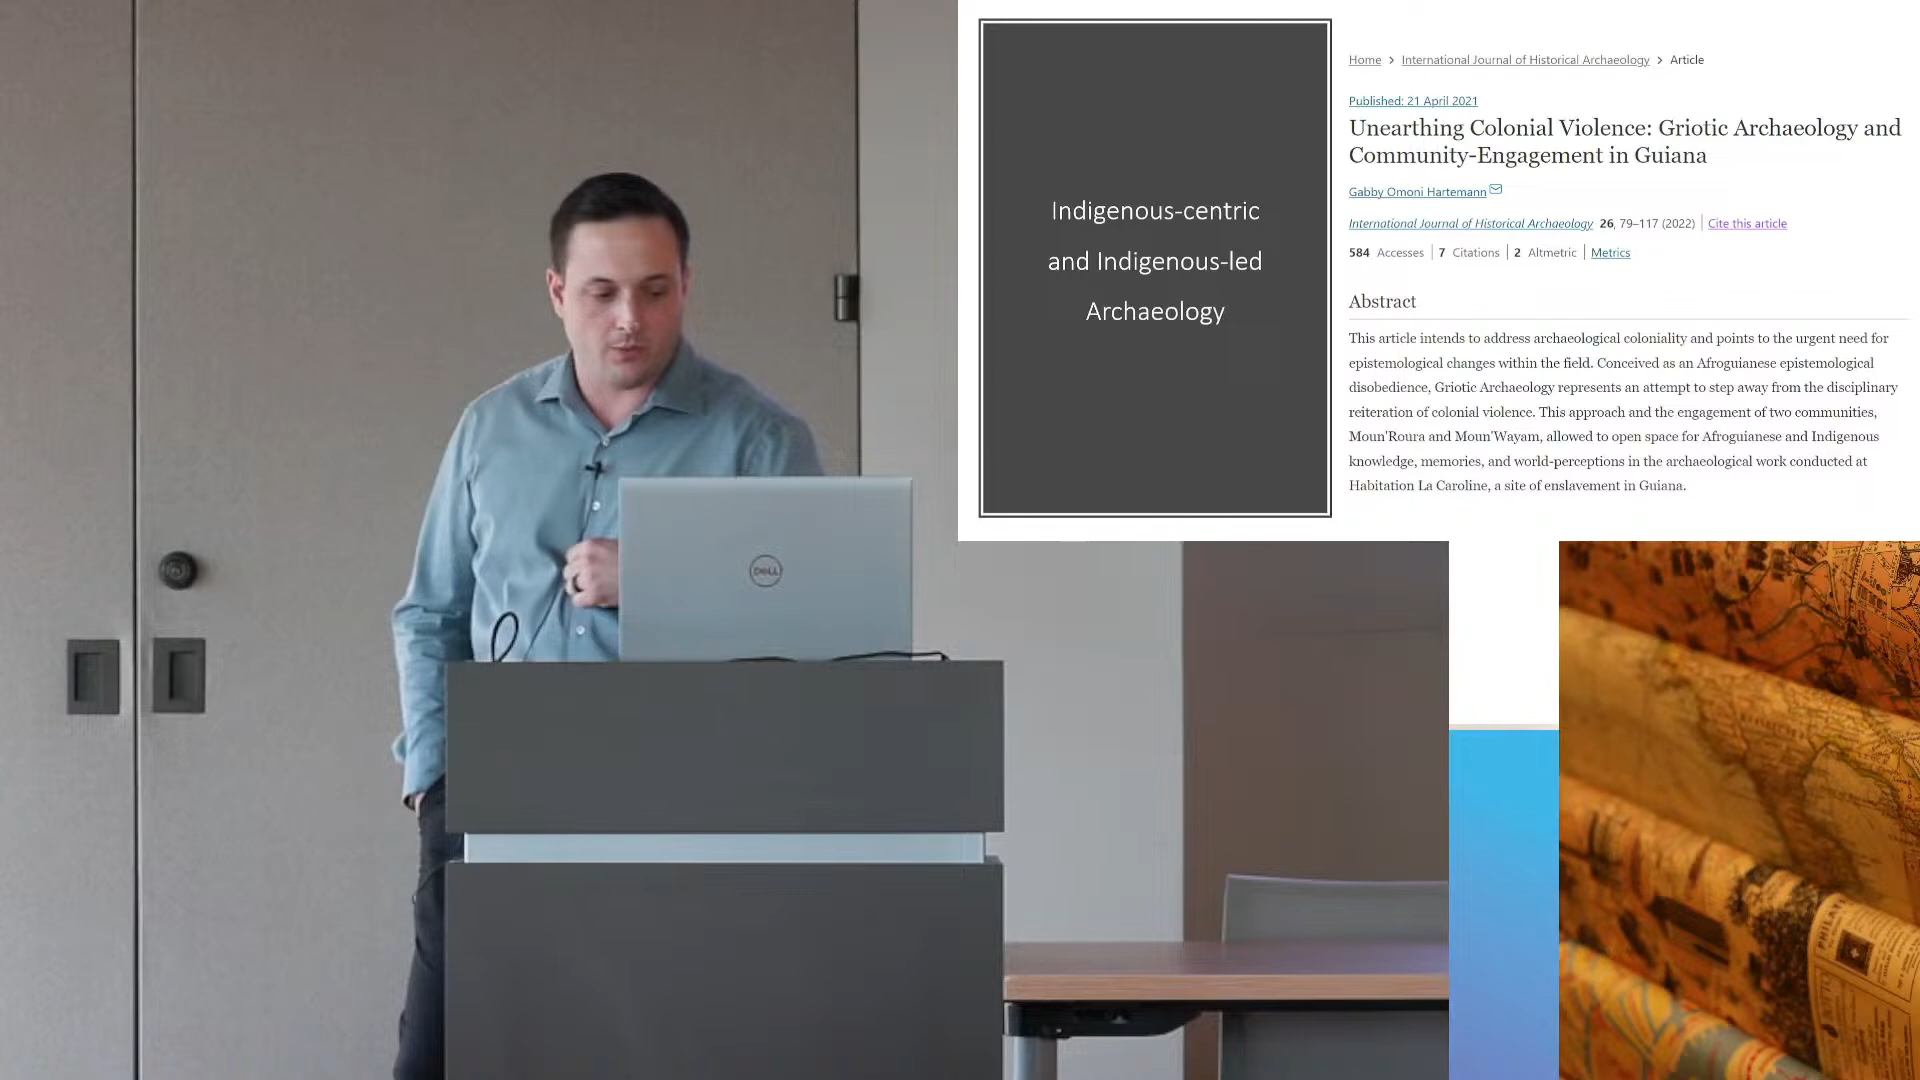 Indigenous-centric
and Indigenous-led
Archaeology
Home > International Journal of Historical Archaeology > Article
Published: 21 April 2021
Unearthing Colonial Violence: Griotic Archaeology and
Community-Engagement in Guiana
Gabby Omoni Hartemann
International Journal of Historical Archaeology 26, 79–117 (2022) | Cite this article
584 Accesses | 7 Citations | 2 Altmetric | Metrics
Abstract
This article intends to address archaeological coloniality and points to the urgent need for
epistemological changes within the field. Conceived as an Afroguianese epistemological
disobedience, Griotic Archaeology represents an attempt to step away from the disciplinary
reiteration of colonial violence. This approach and the engagement of two communities,
Moun'Roura and Moun'Wayam, allowed to open space for Afroguianese and Indigenous
knowledge, memories, and world-perceptions in the archaeological work conducted at
Habitation La Caroline, a site of enslavement in Guiana.
DELL